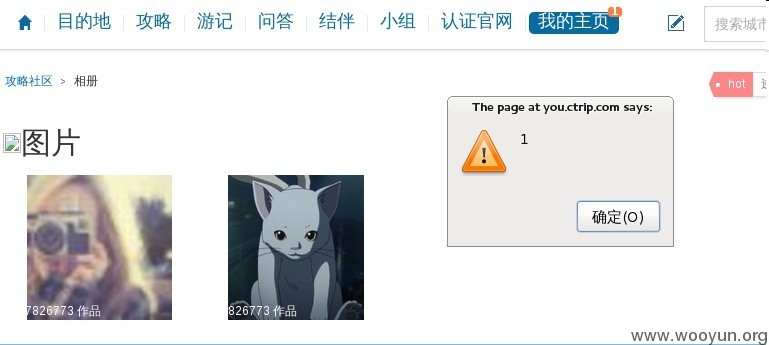 目的地 攻略 游记 问答 结伴 小组 认证官网 我的主页 1 搜索城市
攻略社区 > 相册
hot
The page at you.ctrip.com says:
1
图片
确定(O)
7826773 作品
7826773 作品
www.wooyun.org